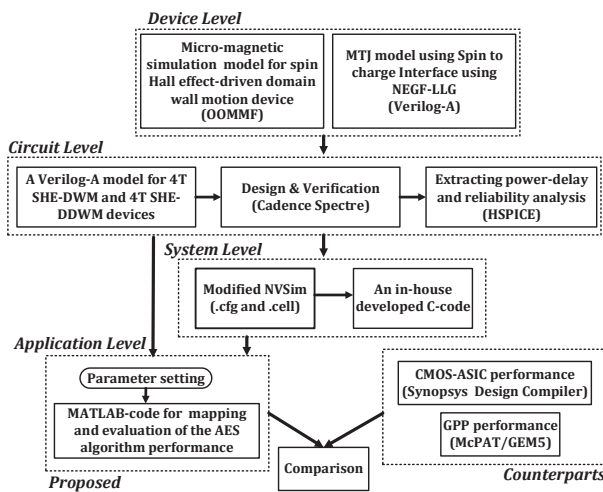 Device Level
Micro-magnetic
simulation model for spin
Hall effect-driven domain
wall motion device
(OOMMF)
MTJ model using Spin to
charge Interface using
NEGF-LLG
(Verilog-A)
Circuit Level
A Verilog-A model for 4T
SHE-DWM and 4T SHE-
DDWM devices
Design & Verification
(Cadence Spectre)
Extracting power-delay
and reliability analysis
(HSPICE)
System Level
Modified NVSim
(.cfg and .cell)
An in-house
developed C-code
Application Level
Parameter setting
MATLAB-code for mapping
and evaluation of the AES
algorithm performance
Proposed
Comparison
CMOS-ASIC performance
(Synopsys Design Compiler)
GPP performance
(McPAT/GEM5)
Counterparts